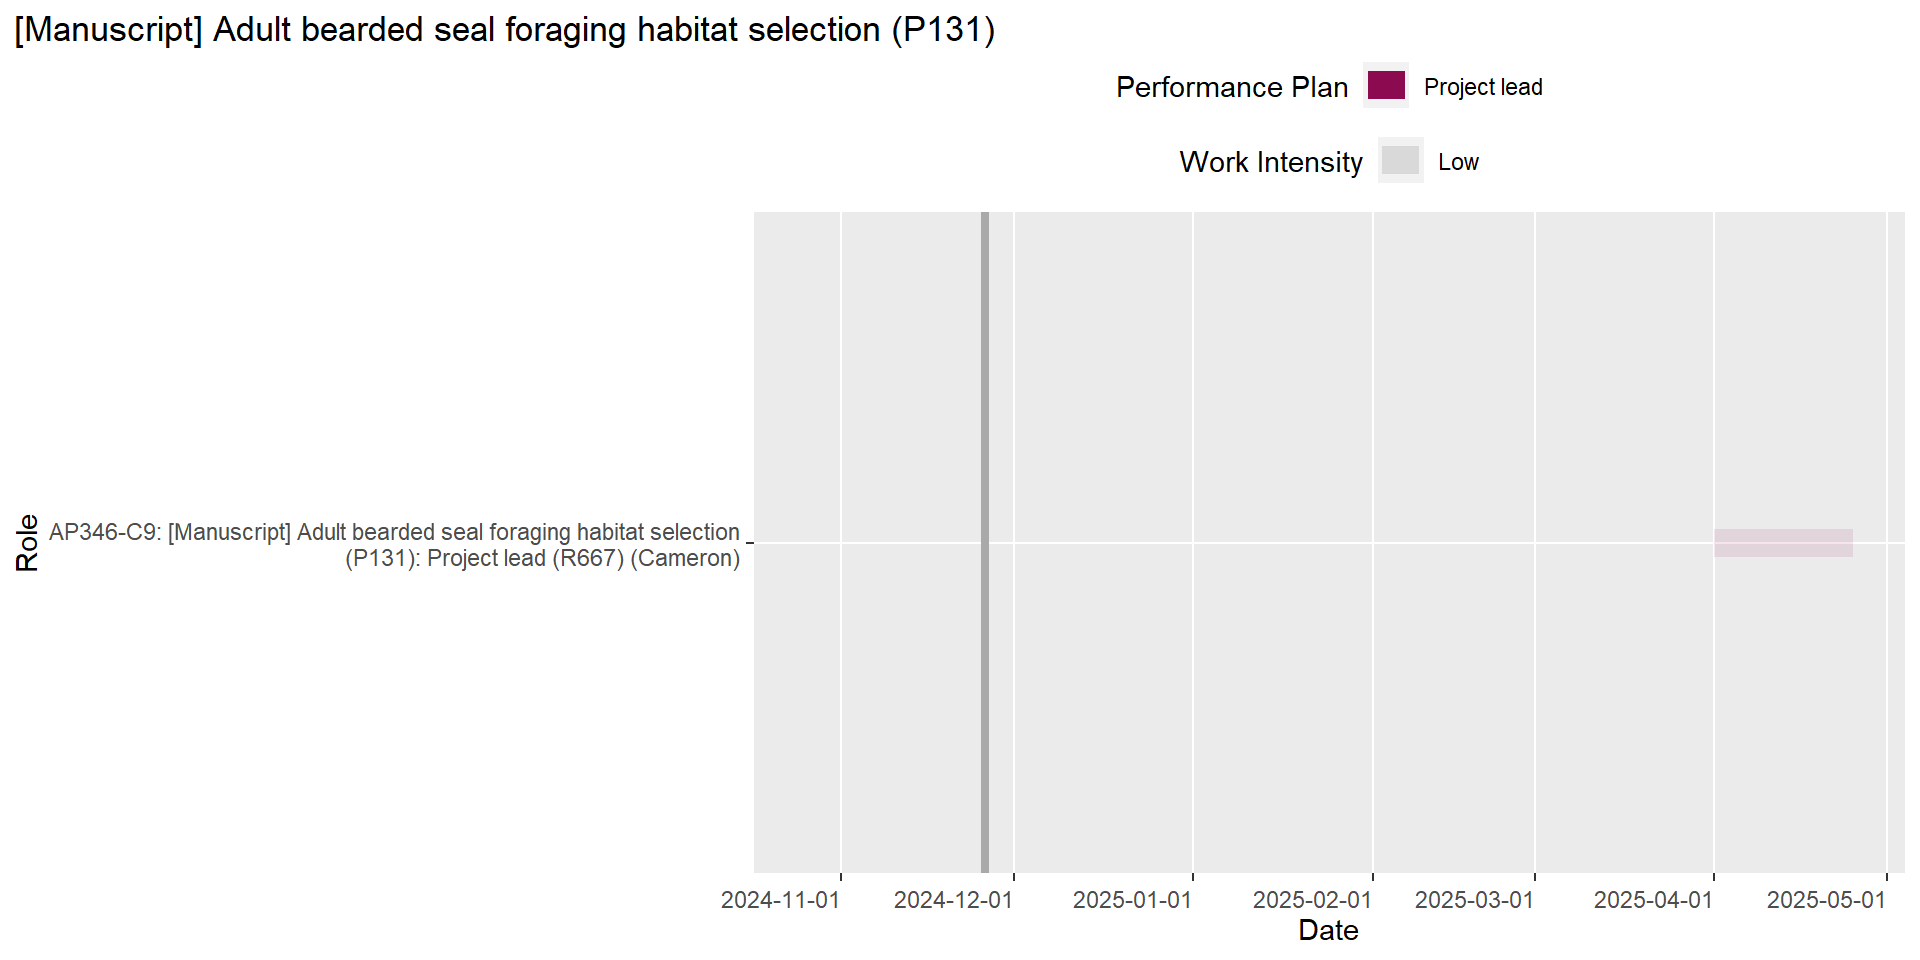 [Manuscript] Adult bearded seal foraging habitat selection (P131)
Performance Plan
Project lead
Work Intensity
Low
Role
AP346-C9: [Manuscript] Adult bearded seal foraging habitat selection
(P131): Project lead (R667) (Cameron)
2024-11-01
2024-12-01
2025-01-01
2025-02-01
2025-03-01
2025-04-01
2025-05-01
Date